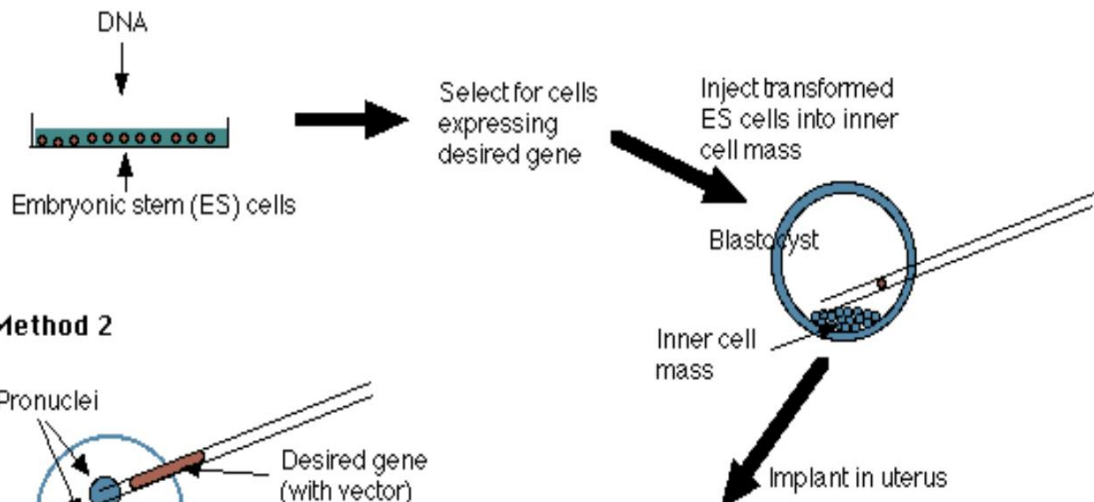 DNA
Embryonic stem (ES) cells
Select for cells
expressing
desired gene
Inject transformed
ES cells into inner
cell mass
Blastocyst
Inner cell
mass
Method 2
Pronuclei
Desired gene
(with vector)
Implant in uterus